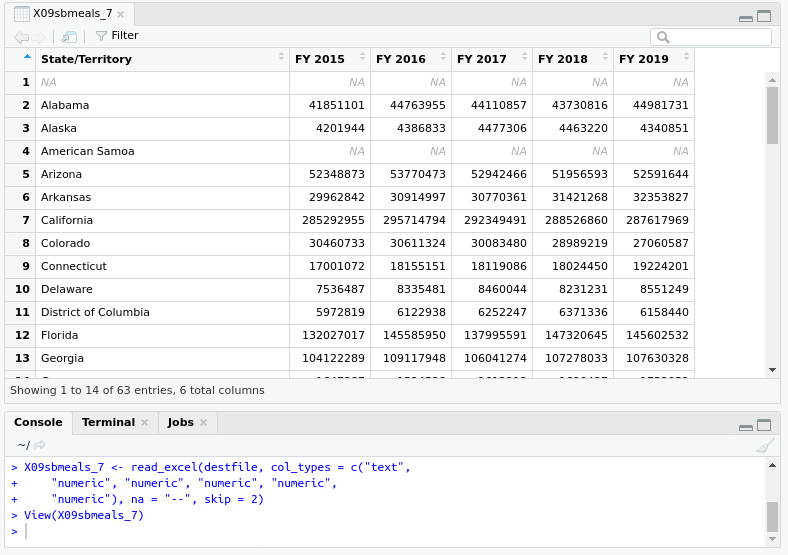 X09sbmeals_7
Filter
State/Territory FY 2015 FY 2016 FY 2017 FY 2018 FY 2019
1 NA NA NA NA NA NA
2 Alabama 41851101 44763955 44110857 43730816 44981731
3 Alaska 4201944 4386833 4477306 4463220 4340851
4 American Samoa NA NA NA NA NA
5 Arizona 52348873 53770473 52942466 51956593 52591644
6 Arkansas 29962842 30914997 30770361 31421268 32353827
7 California 285292955 295714794 292349491 288526860 287617969
8 Colorado 30460733 30611324 30083480 28989219 27060587
9 Connecticut 17001072 18155151 18119086 18024450 19224201
10 Delaware 7536487 8335481 8460044 8231231 8551249
11 District of Columbia 5972819 6122938 6252247 6371336 6158440
12 Florida 132027017 145585950 137995591 147320645 145602532
13 Georgia 104122289 109117948 106041274 107278033 107630328
Showing 1 to 14 of 63 entries, 6 total columns
Console Terminal Jobs
~/
> X09sbmeals_7 <- read_excel(destfile, col_types = c("text",
+ "numeric", "numeric", "numeric", "numeric",
+ "numeric"), na = "--", skip = 2)
> View(X09sbmeals_7)
>